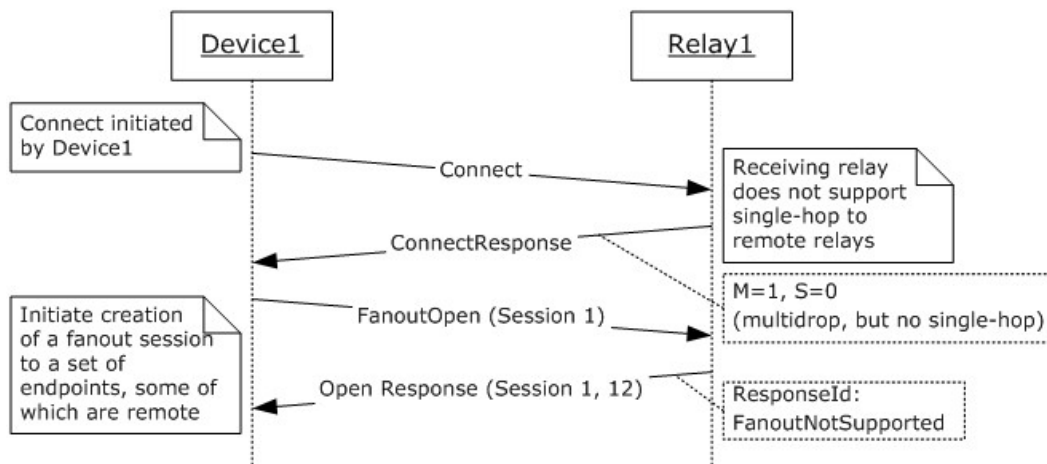 Device1
Relay1
Connect initiated
by Device1
Connect
Receiving relay
does not support
single-hop to
remote relays
ConnectResponse
M=1, S=0
(multidrop, but no single-hop)
Initiate creation
of a fanout session
to a set of
endpoints, some of
which are remote
FanoutOpen (Session 1)
Open Response (Session 1, 12)
ResponseId:
FanoutNotSupported